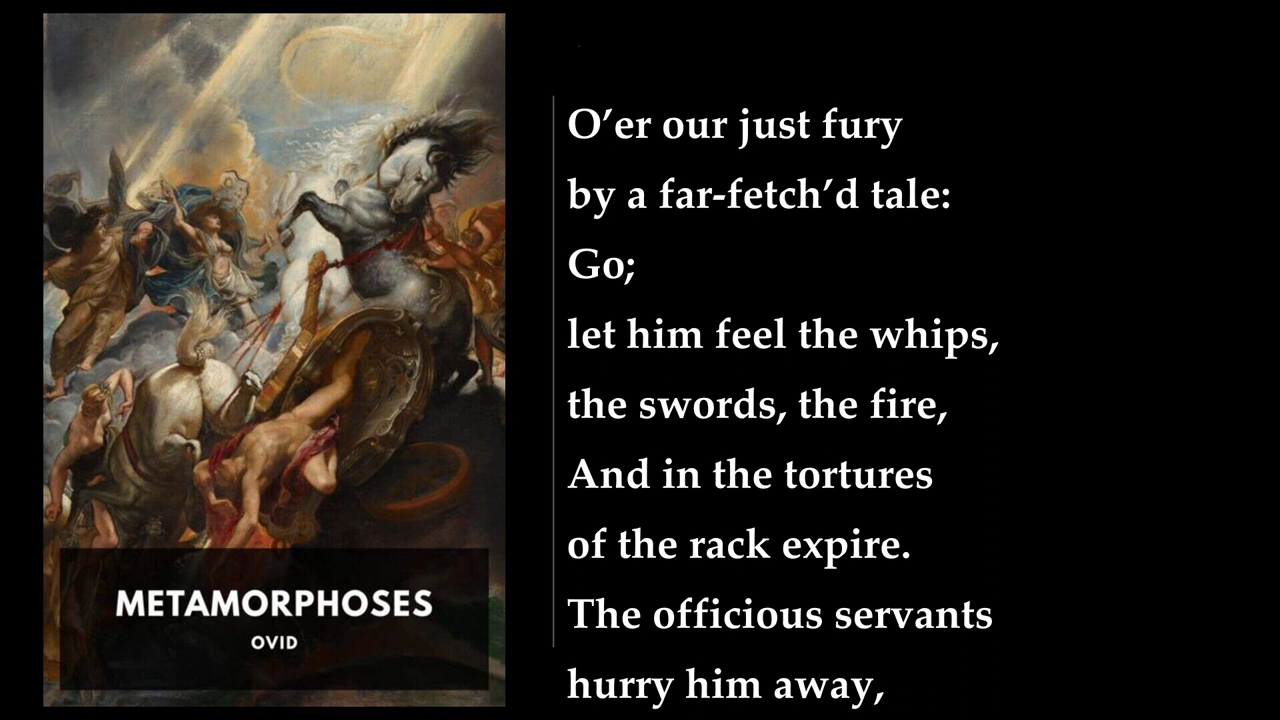 METAMORPHOSES
OVID
O’er our just fury
by a far-fetch’d tale:
Go;
let him feel the whips,
the swords, the fire,
And in the tortures
of the rack expire.
The officious servants
hurry him away,